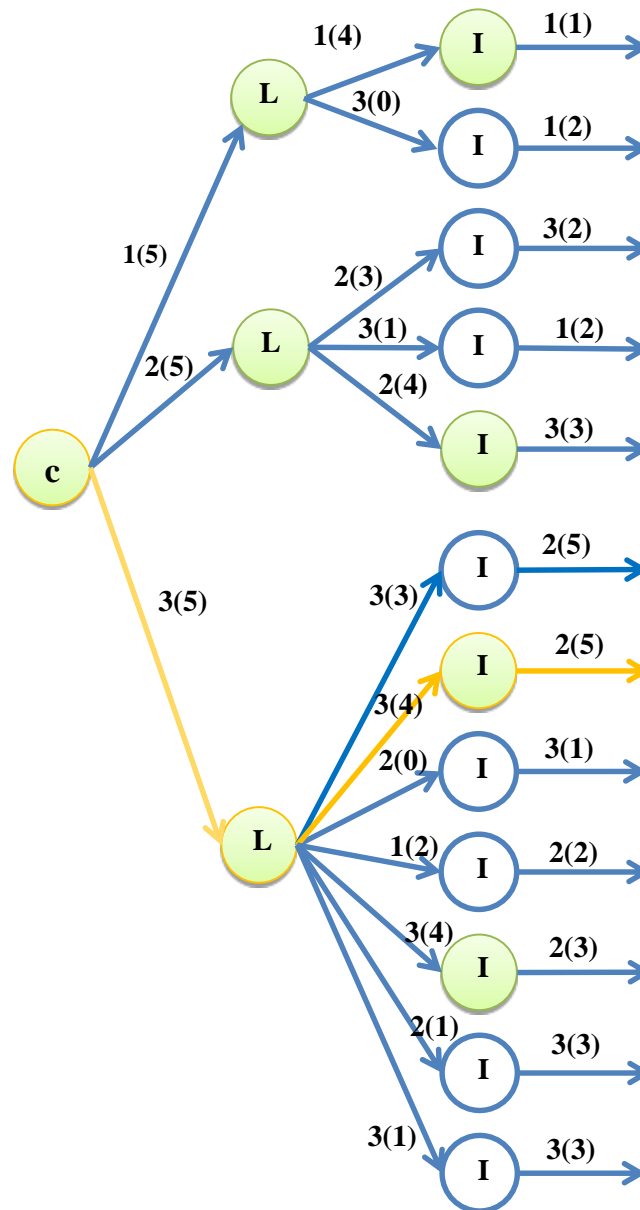 1(4)
I
1(1)
L
3(0)
I
1(2)
1(5)
2(3)
I
3(2)
L
3(1)
I
1(2)
2(5)
2(4)
I
3(3)
c
3(5)
3(3)
I
2(5)
3(4)
I
2(5)
2(0)
I
3(1)
L
1(2)
I
2(2)
3(4)
I
2(3)
2(1)
I
3(3)
3(1)
I
3(3)